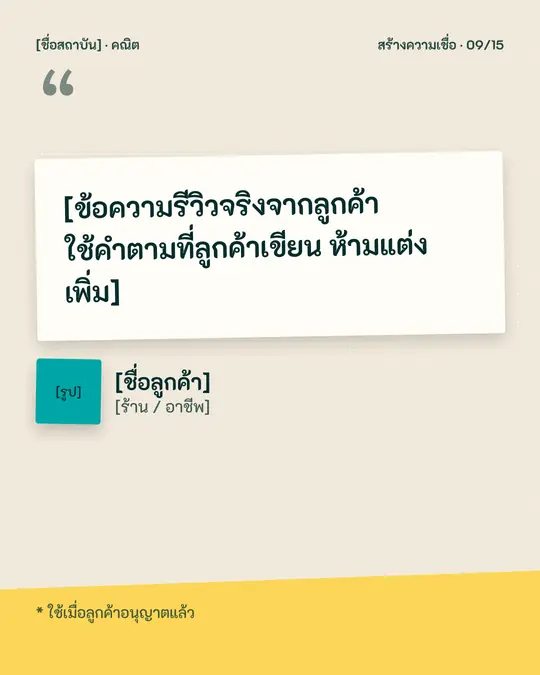 [ชื่อสถาบัน] · คณิต
สร้างความเชื่อ · 09/15
“
[ข้อความรีวิวจริงจากลูกค้า
ใช้คำตามที่ลูกค้าเขียน ห้ามแต่ง
เพิ่ม]
[รูป]
[ชื่อลูกค้า]
[ร้าน / อาชีพ]
* ใช้เมื่อลูกค้าอนุญาตแล้ว